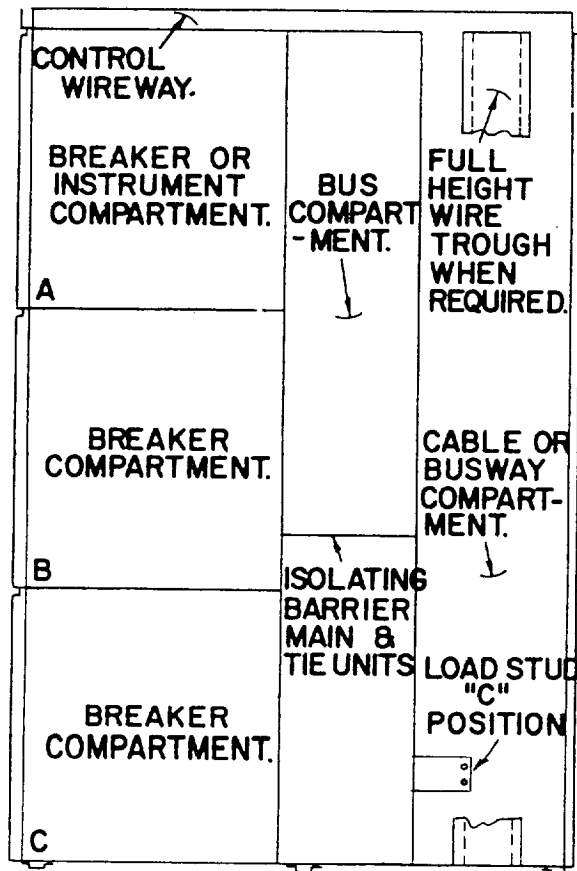 CONTROL
WIREWAY.
BREAKER OR
INSTRUMENT
COMPARTMENT.
A
BUS
COMPART
-MENT.
FULL
HEIGHT
WIRE
TROUGH
WHEN
REQUIRED.
BREAKER
COMPARTMENT.
B
CABLE OR
BUSWAY
COMPART-
MENT.
ISOLATING
BARRIER
MAIN &
TIE UNITS
LOAD STUD
"C"
POSITION
BREAKER
COMPARTMENT.
C